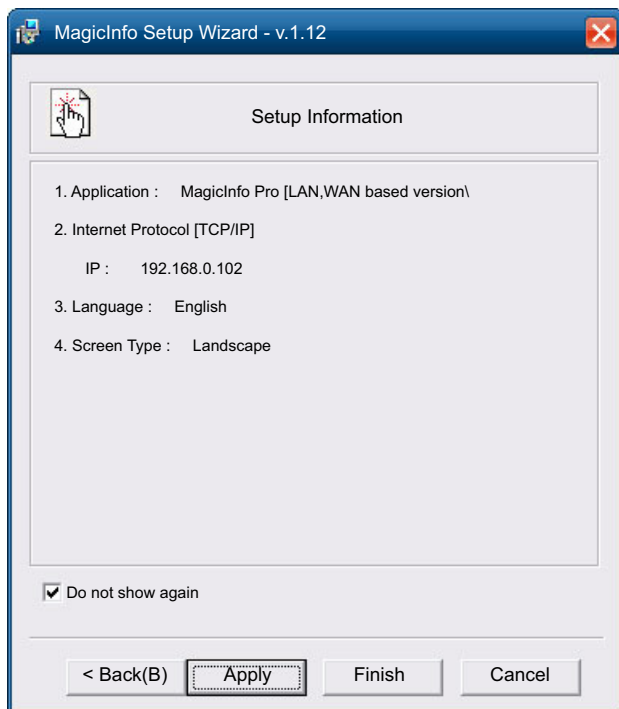 MagicInfo Setup Wizard - v.1.12
Setup Information
1. Application : MagicInfo Pro [LAN,WAN based version\
2. Internet Protocol [TCP/IP]
IP : 192.168.0.102
3. Language : English
4. Screen Type : Landscape
Do not show again
< Back(B) Apply Finish Cancel